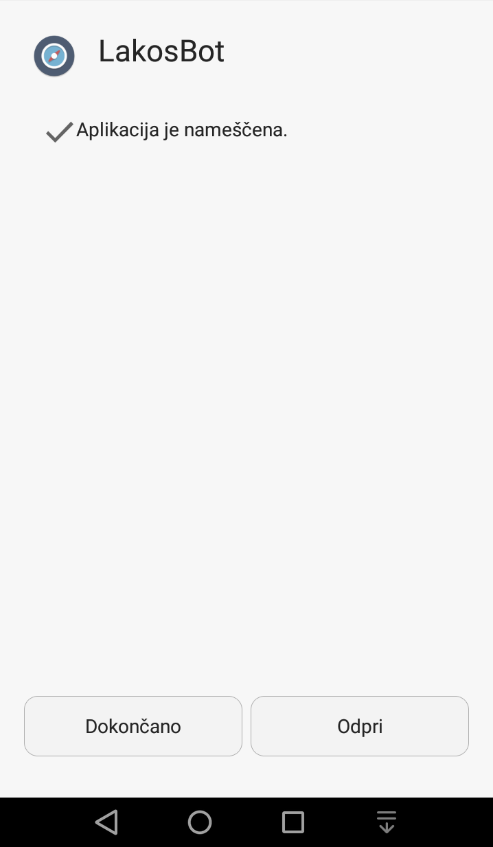 LakosBot
Aplikacija je nameščena.
Dokončano
Odpri